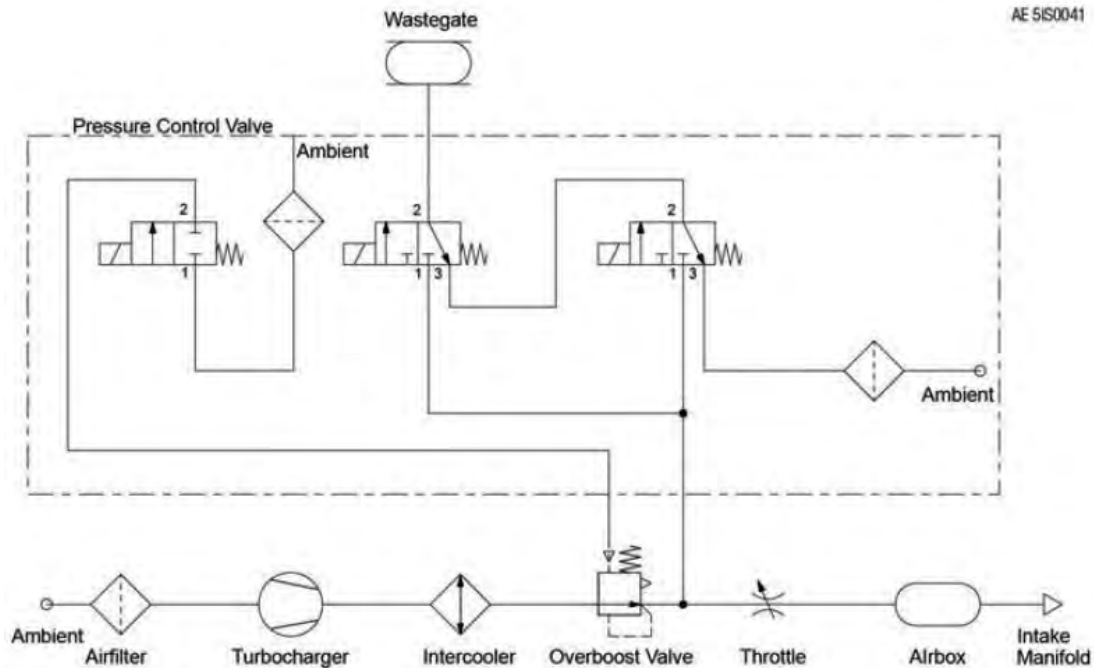 Wastegate
AE 5IS0041
Pressure Control Valve
Ambient
2
2
2
1
1 3
1 3
Ambient
Ambient
Airfilter
Turbocharger
Intercooler
Overboost Valve
Throttle
AIrbox
Intake
Manifold